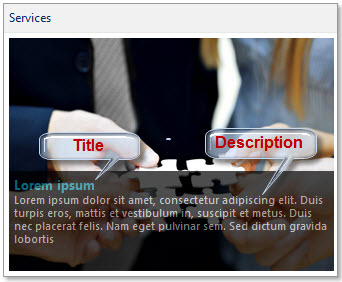 Services
Title
Description
Lorem ipsum
Lorem ipsum dolor sit amet, consectetur adipiscing elit. Duis
turpis eros, mattis et vestibulum in, suscipit et metus. Duis
nec placerat felis. Nam eget pulvinar sem. Sed dictum gravida
lobortis